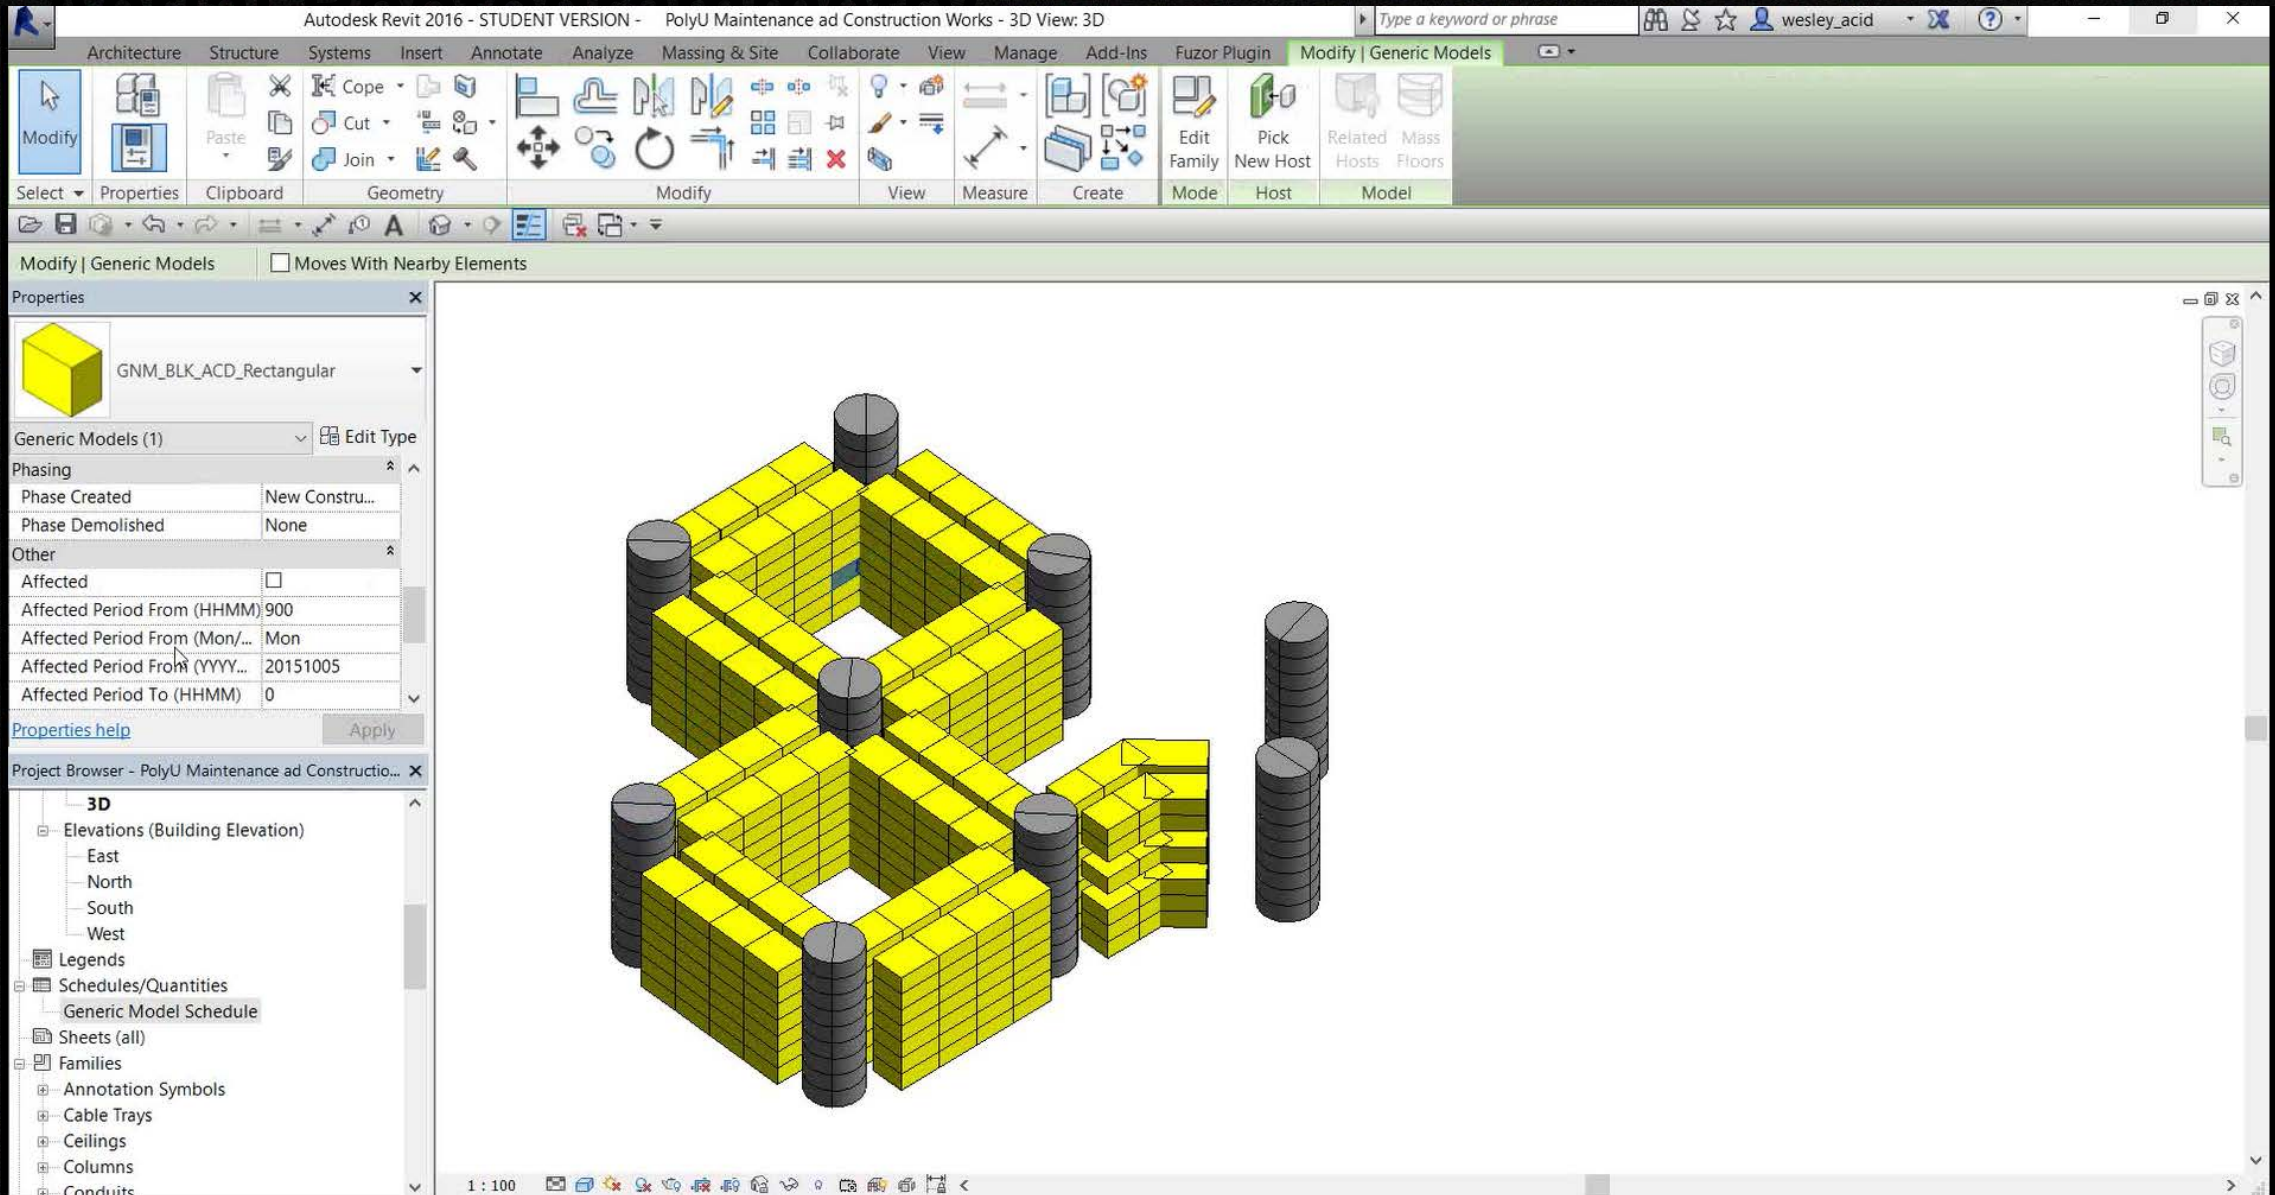 Autodesk Revit 2016 - STUDENT VERSION - PolyU Maintenance ad Construction Works - 3D View: 3D
Type a keyword or phrase
wesley_acid
Architecture Structure Systems Insert Annotate Analyze Massing & Site Collaborate View Manage Add-Ins Fuzor Plugin Modify | Generic Models
Modify
Paste
Cope
Cut
Join
Edit Family
Pick New Host
Related Hosts
Mass Floors
Select Properties Clipboard Geometry Modify View Measure Create Mode Host Model
Modify | Generic Models Moves With Nearby Elements
Properties
GNM_BLK_ACD_Rectangular
Generic Models (1) Edit Type
Phasing
Phase Created New Constru...
Phase Demolished None
Other
Affected
Affected Period From (HHMM) 900
Affected Period From (Mon/... Mon
Affected Period From (YYYY... 20151005
Affected Period To (HHMM) 0
Properties help Apply
Project Browser - PolyU Maintenance ad Constructio...
3D
Elevations (Building Elevation)
East
North
South
West
Legends
Schedules/Quantities
Generic Model Schedule
Sheets (all)
Families
Annotation Symbols
Cable Trays
Ceilings
Columns
Conduits
1 : 100